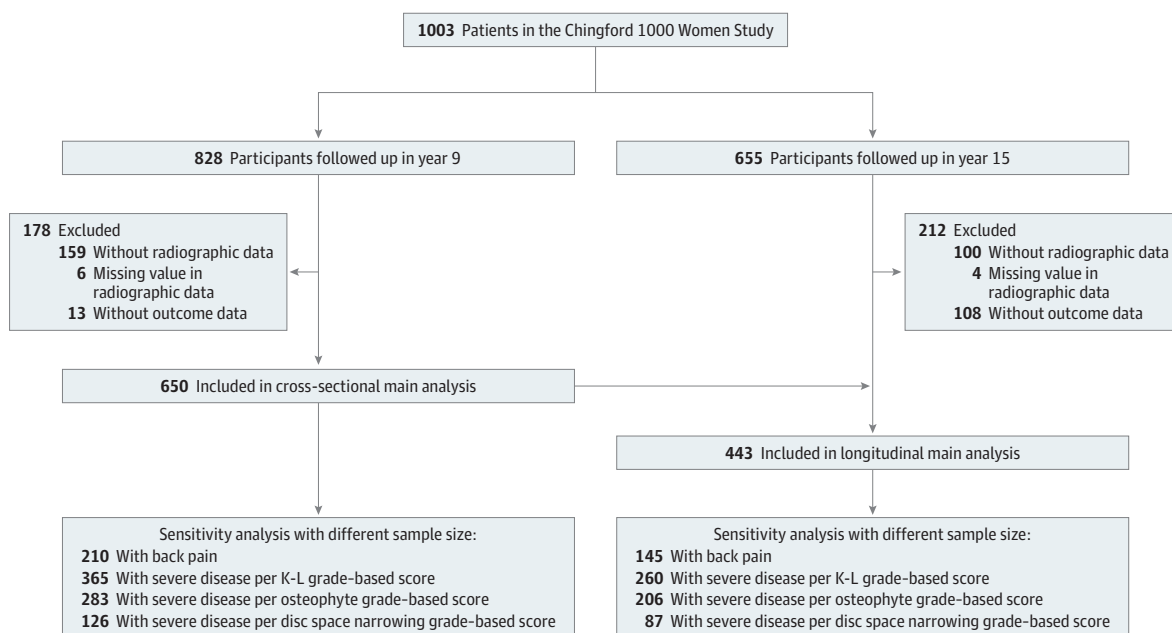 1003 Patients in the Chingford 1000 Women Study
828 Participants followed up in year 9
655 Participants followed up in year 15
178 Excluded
159 Without radiographic data
6 Missing value in
radiographic data
13 Without outcome data
212 Excluded
100 Without radiographic data
4 Missing value in
radiographic data
108 Without outcome data
650 Included in cross-sectional main analysis
443 Included in longitudinal main analysis
Sensitivity analysis with different sample size:
210 With back pain
365 With severe disease per K-L grade-based score
283 With severe disease per osteophyte grade-based score
126 With severe disease per disc space narrowing grade-based score
Sensitivity analysis with different sample size:
145 With back pain
260 With severe disease per K-L grade-based score
206 With severe disease per osteophyte grade-based score
87 With severe disease per disc space narrowing grade-based score